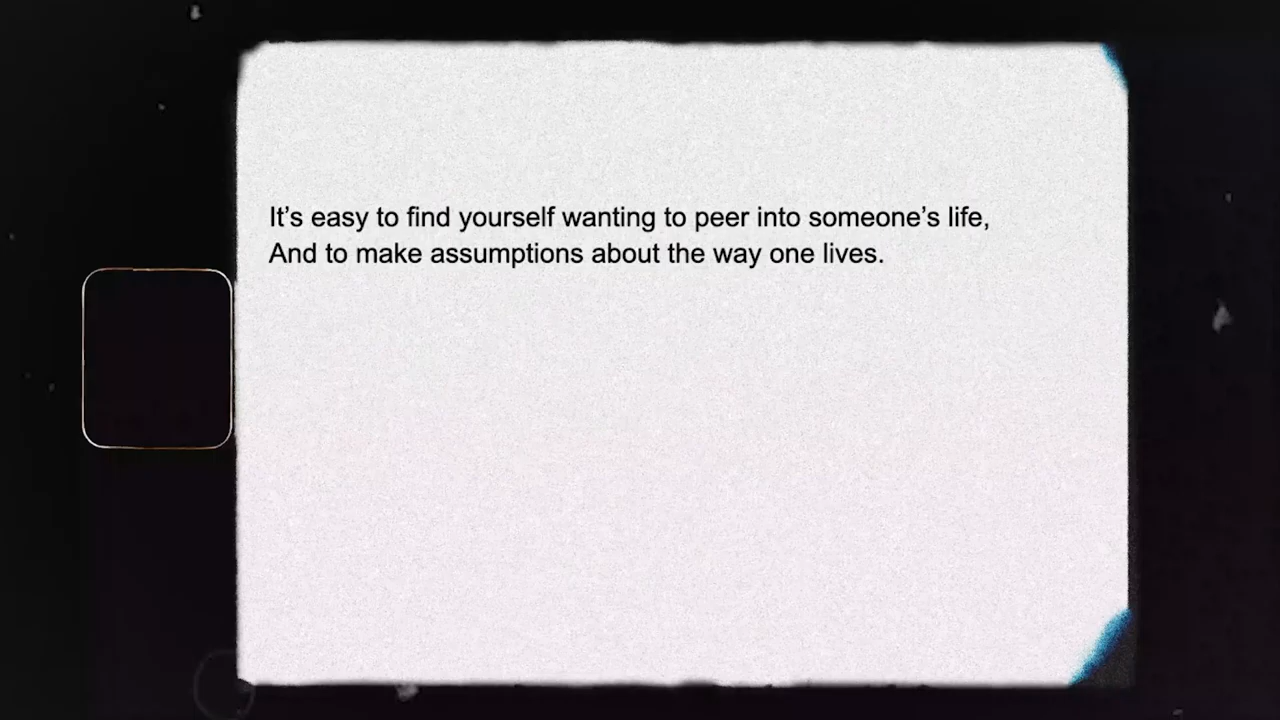 It’s easy to find yourself wanting to peer into someone’s life,
And to make assumptions about the way one lives.